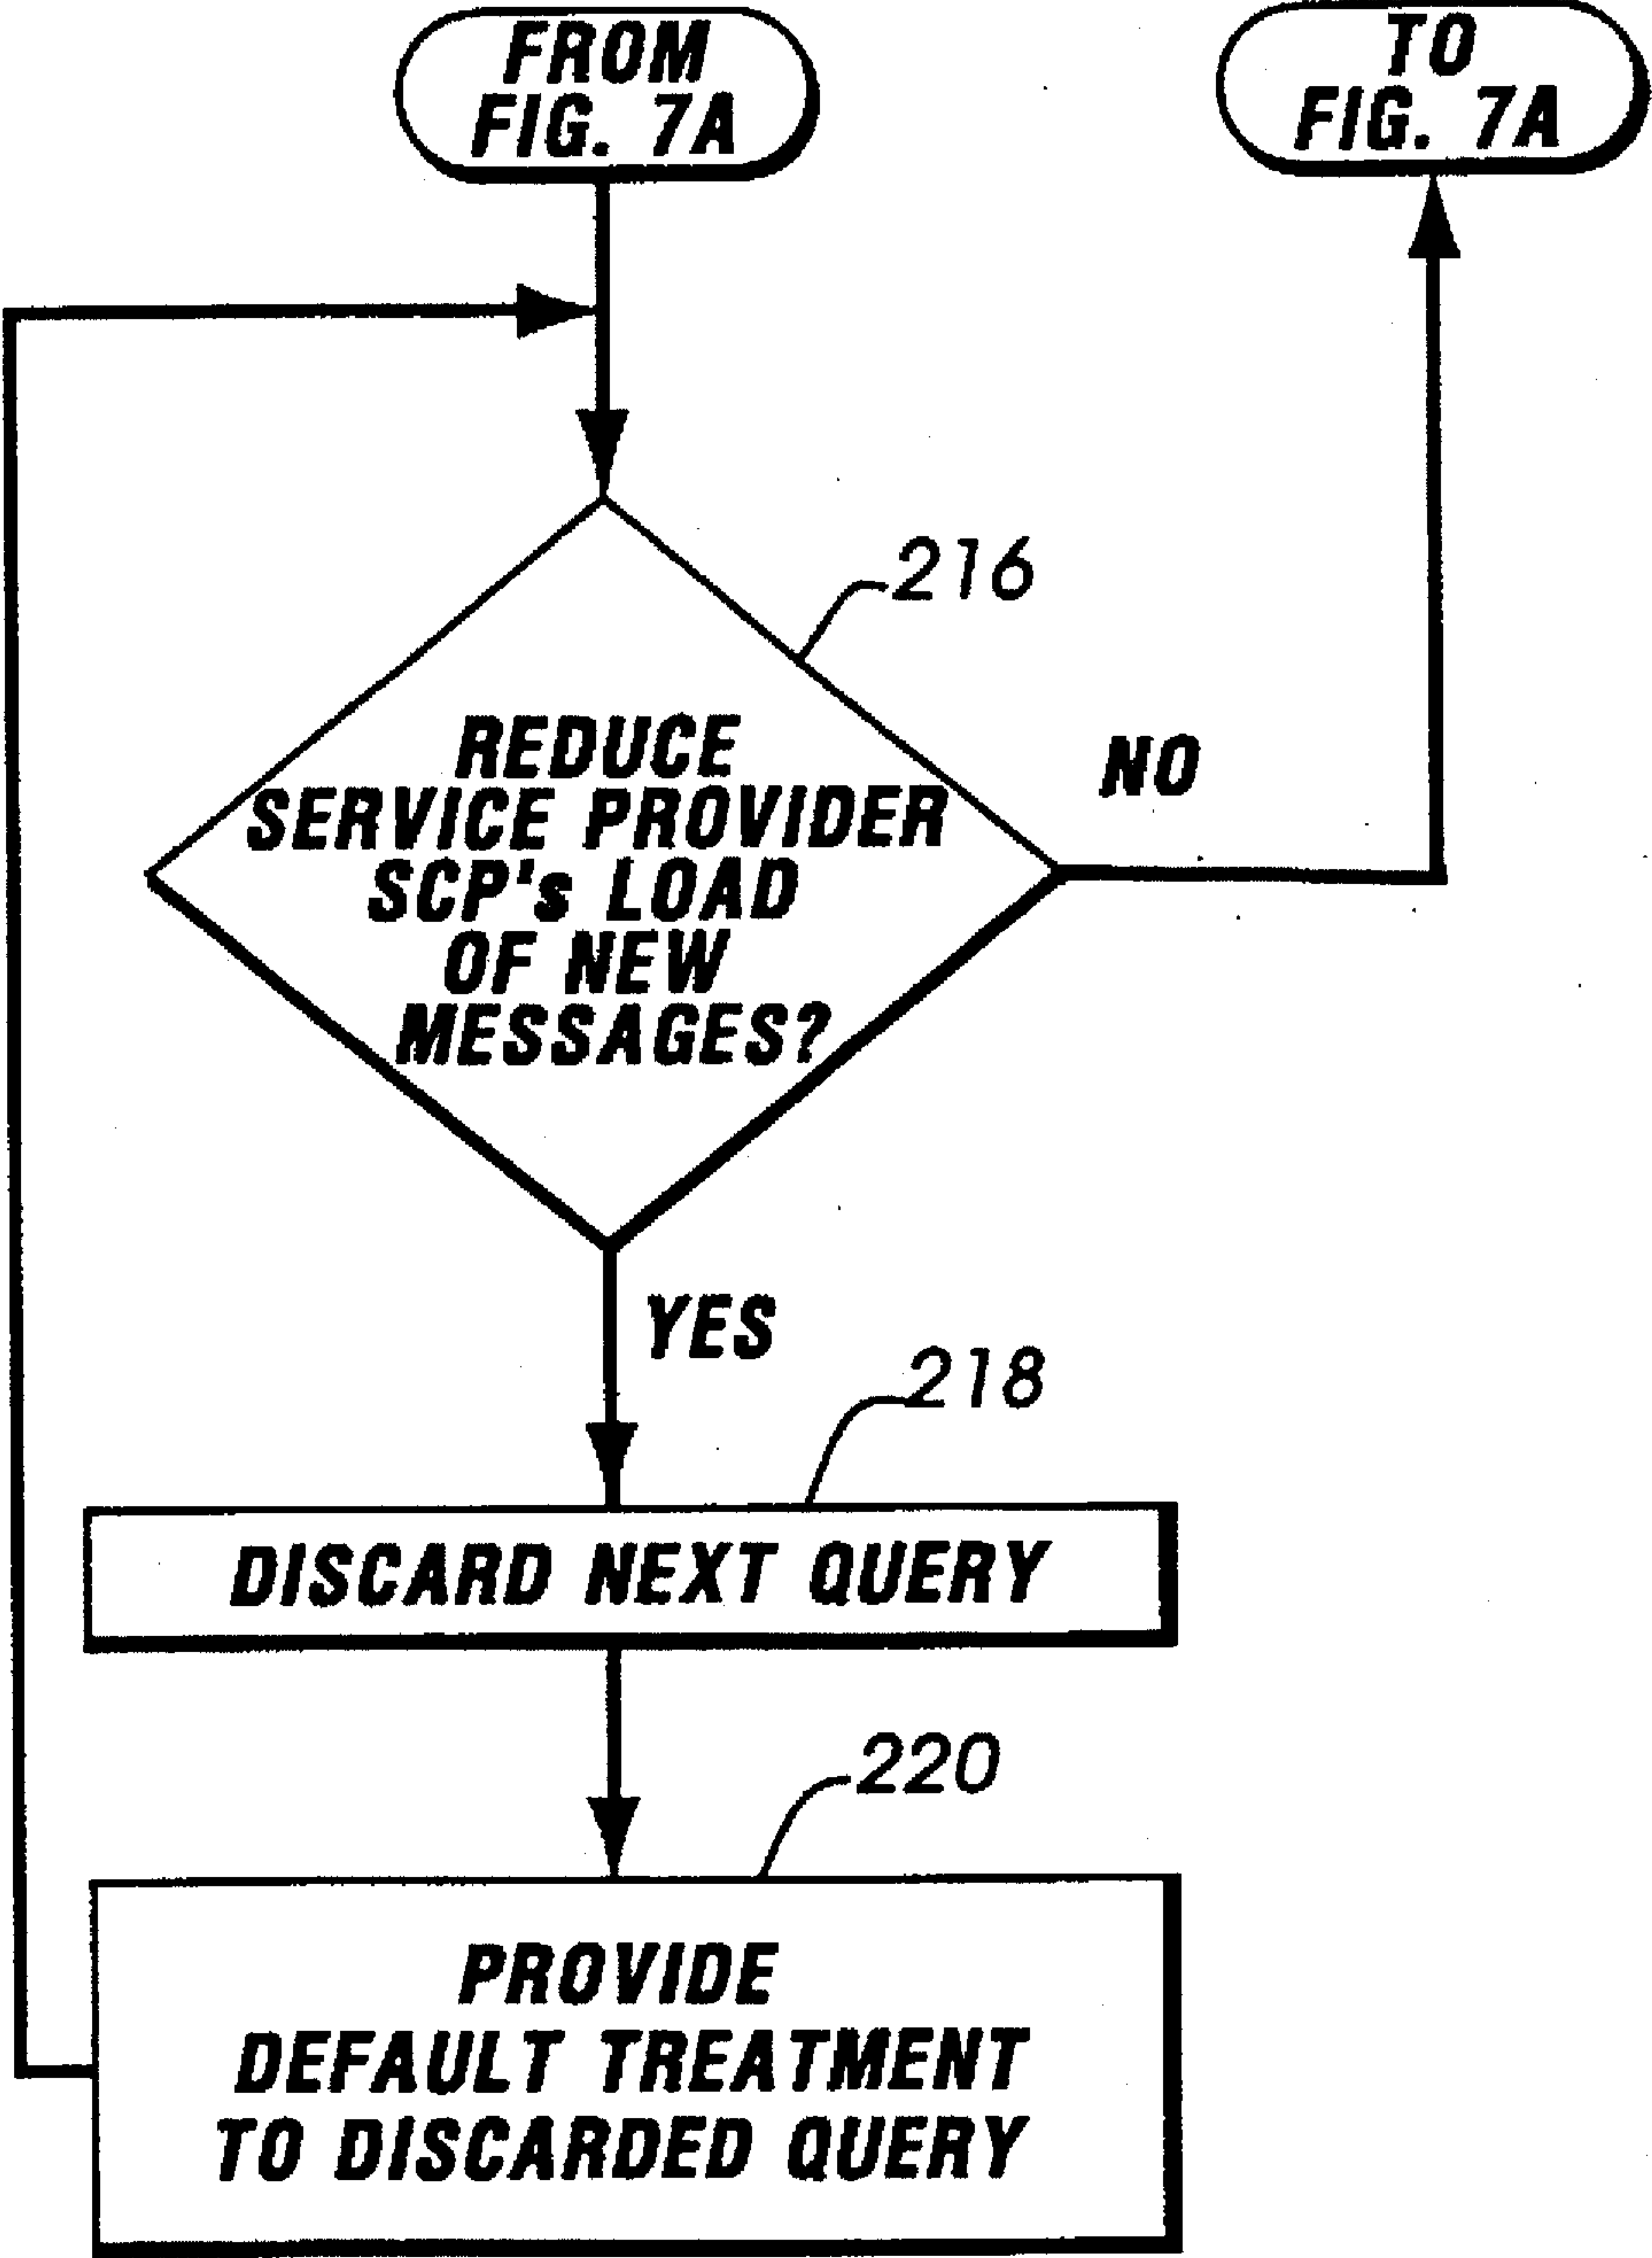 FROM
FIG. 7A
TO
FIG. 7A
216
REDUCE
SERVICE PROVIDER
SCP's LOAD
OF NEW
MESSAGES?
NO
YES
218
DISCARD NEXT QUERY
220
PROVIDE
DEFAULT TREATMENT
TO DISCARDED QUERY